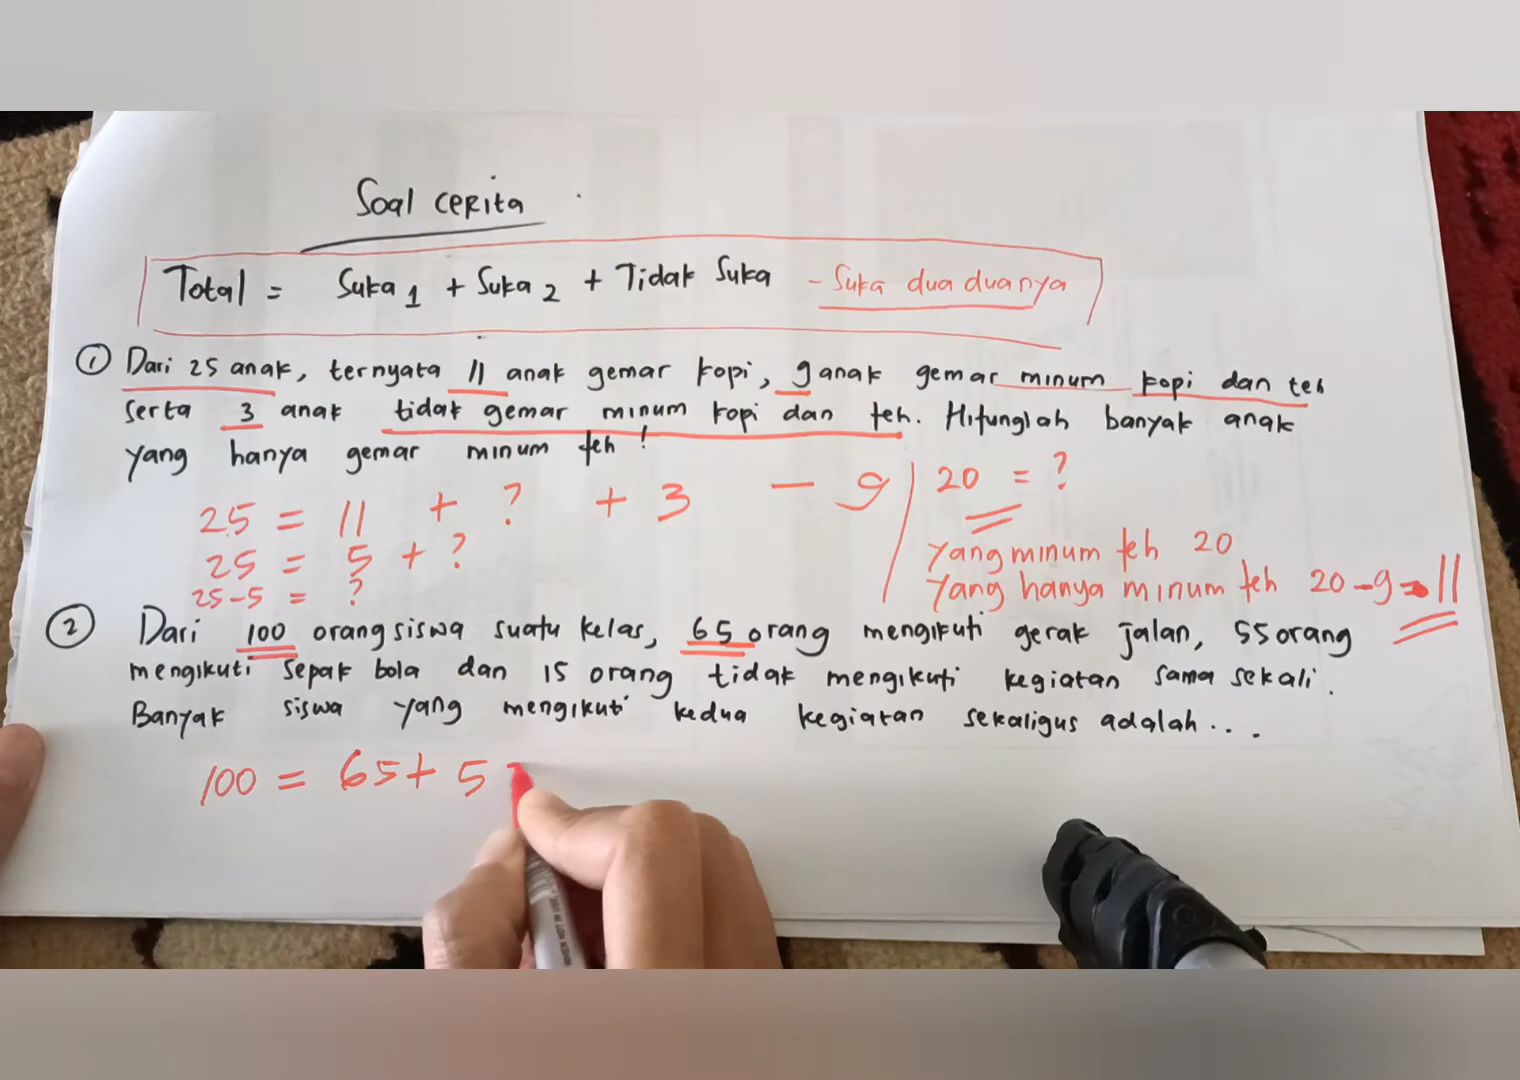 Soal cerita
Total = Suka 1 + Suka 2 + Tidak Suka - Suka dua duanya
① Dari 25 anak, ternyata 11 anak gemar kopi, 9 anak gemar minum kopi dan teh
serta 3 anak tidak gemar minum kopi dan teh. Hitunglah banyak anak
yang hanya gemar minum teh !
25 = 11 + ? + 3 - 9
25 = 5 + ?
25-5 = ?
20 = ?
yang minum teh 20
yang hanya minum teh 20-9=11
② Dari 100 orang siswa suatu kelas, 65 orang mengikuti gerak jalan, 55 orang
mengikuti sepak bola dan 15 orang tidak mengikuti kegiatan sama sekali.
Banyak siswa yang mengikuti kedua kegiatan sekaligus adalah ...
100 = 65 + 5